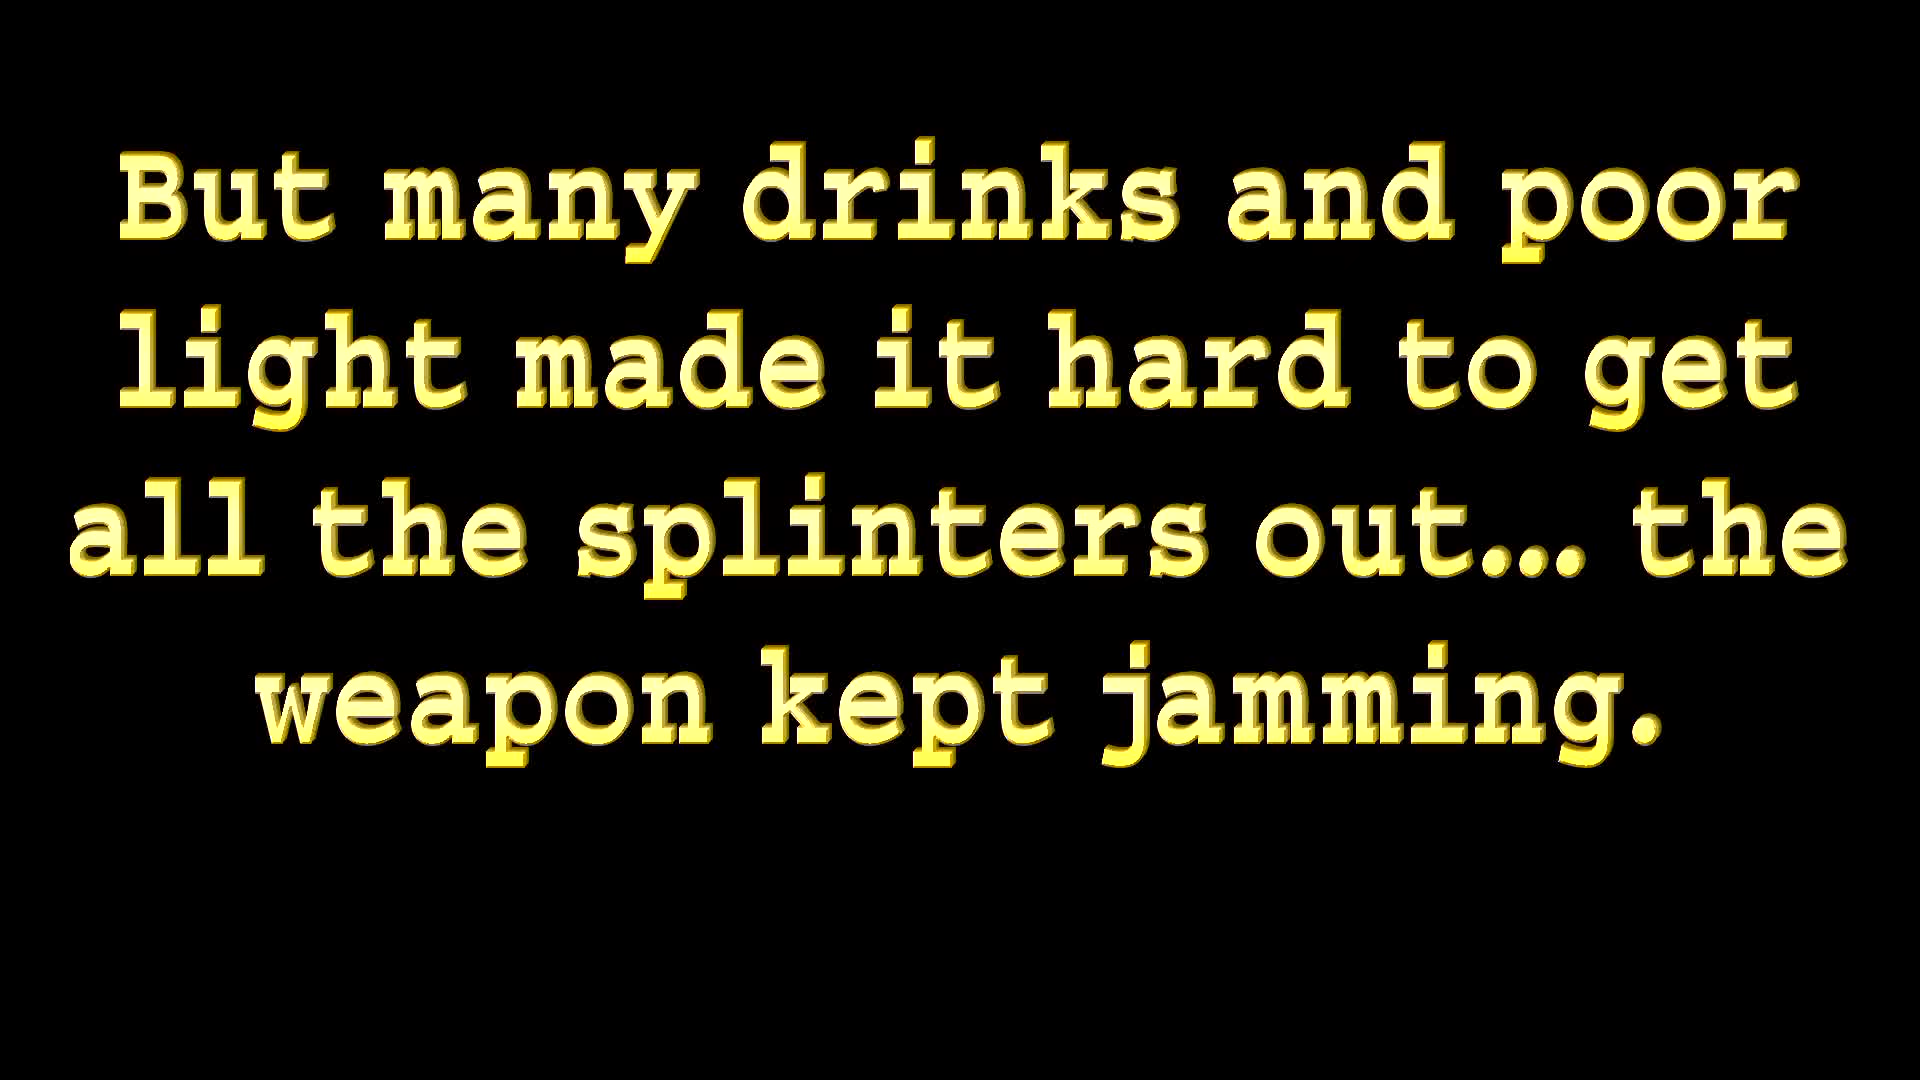 But many drinks and poor
light made it hard to get
all the splinters out… the
weapon kept jamming.